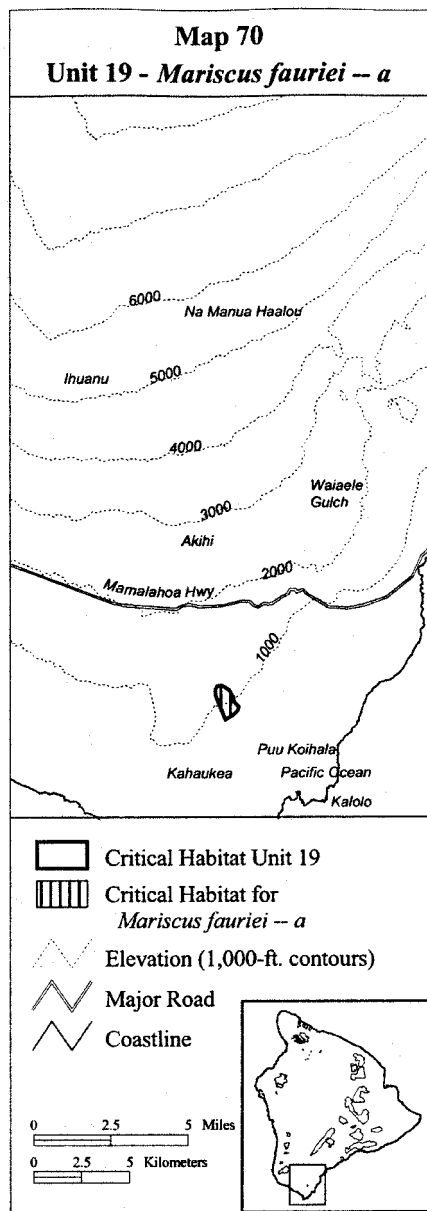 Map 70
Unit 19 - Mariscus fauriei -- a
6000
Na Manua Haalou
Ihuanu
5000
4000
Waiaele
Gulch
3000
Akihi
2000
Mamalahoa Hwy
1000
Puu Koihala
Kahaukea
Pacific Ocean
Kalolo
Critical Habitat Unit 19
Critical Habitat for
Mariscus fauriei -- a
Elevation (1,000-ft. contours)
Major Road
Coastline
0 2.5 5 Miles
0 2.5 5 Kilometers